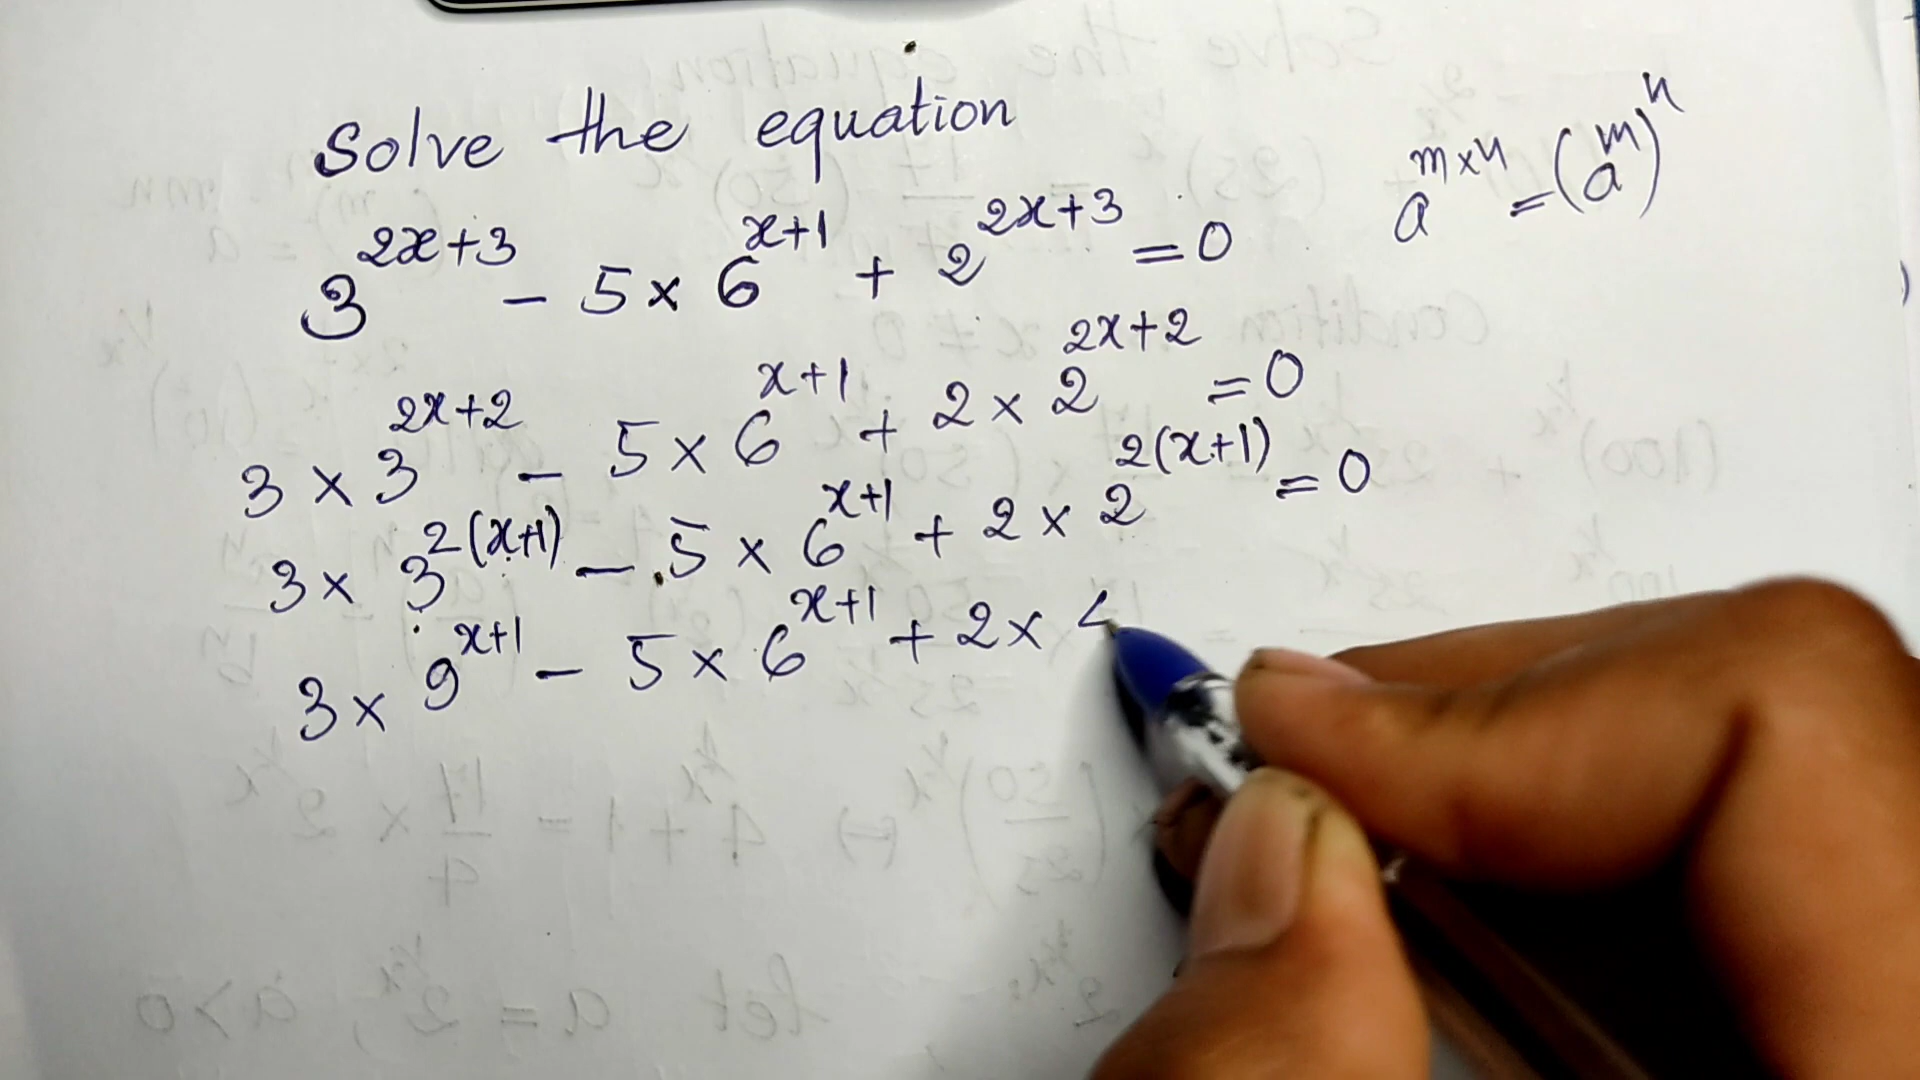 Solve the equation
a^{m×n} = (a^m)^n
3^{2x+3} - 5 × 6^{x+1} + 2^{2x+3} = 0
3 × 3^{2x+2} - 5 × 6^{x+1} + 2 × 2^{2x+2} = 0
3 × 3^{2(x+1)} - 5 × 6^{x+1} + 2 × 2^{2(x+1)} = 0
3 × 9^{x+1} - 5 × 6^{x+1} + 2 × 4